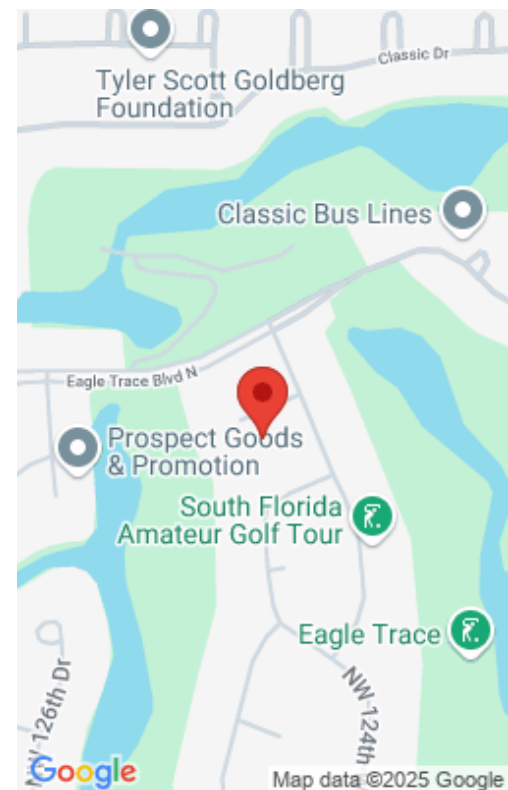 Tyler Scott Goldberg
Foundation
Classic Dr
Classic Bus Lines
Eagle Trace Blvd N
Prospect Goods
& Promotion
South Florida
Amateur Golf Tour
Eagle Trace
NW 126th Dr
NW 124th
Google
Map data ©2025 Google